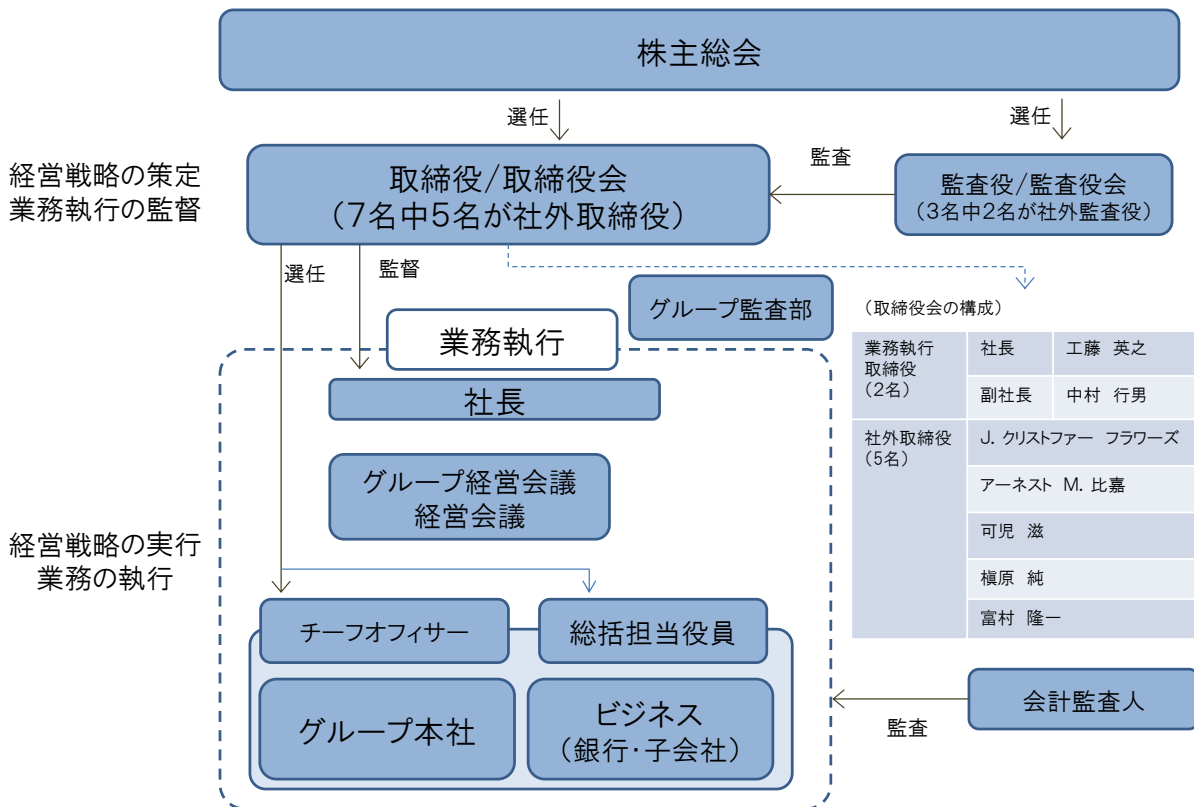 株主総会
選任
選任
経営戦略の策定
業務執行の監督
取締役/取締役会
（7名中5名が社外取締役）
監査
監査役/監査役会
（3名中2名が社外監査役）
選任
監督
グループ監査部
（取締役会の構成）
業務執行
取締役
（2名）
社長
工藤 英之
副社長
中村 行男
社外取締役
（5名）
J. クリストファー フラワーズ
アーネスト M. 比嘉
可児 滋
槇原 純
富村 隆一
業務執行
社長
グループ経営会議
経営会議
経営戦略の実行
業務の執行
チーフオフィサー
総括担当役員
グループ本社
ビジネス
（銀行・子会社）
監査
会計監査人